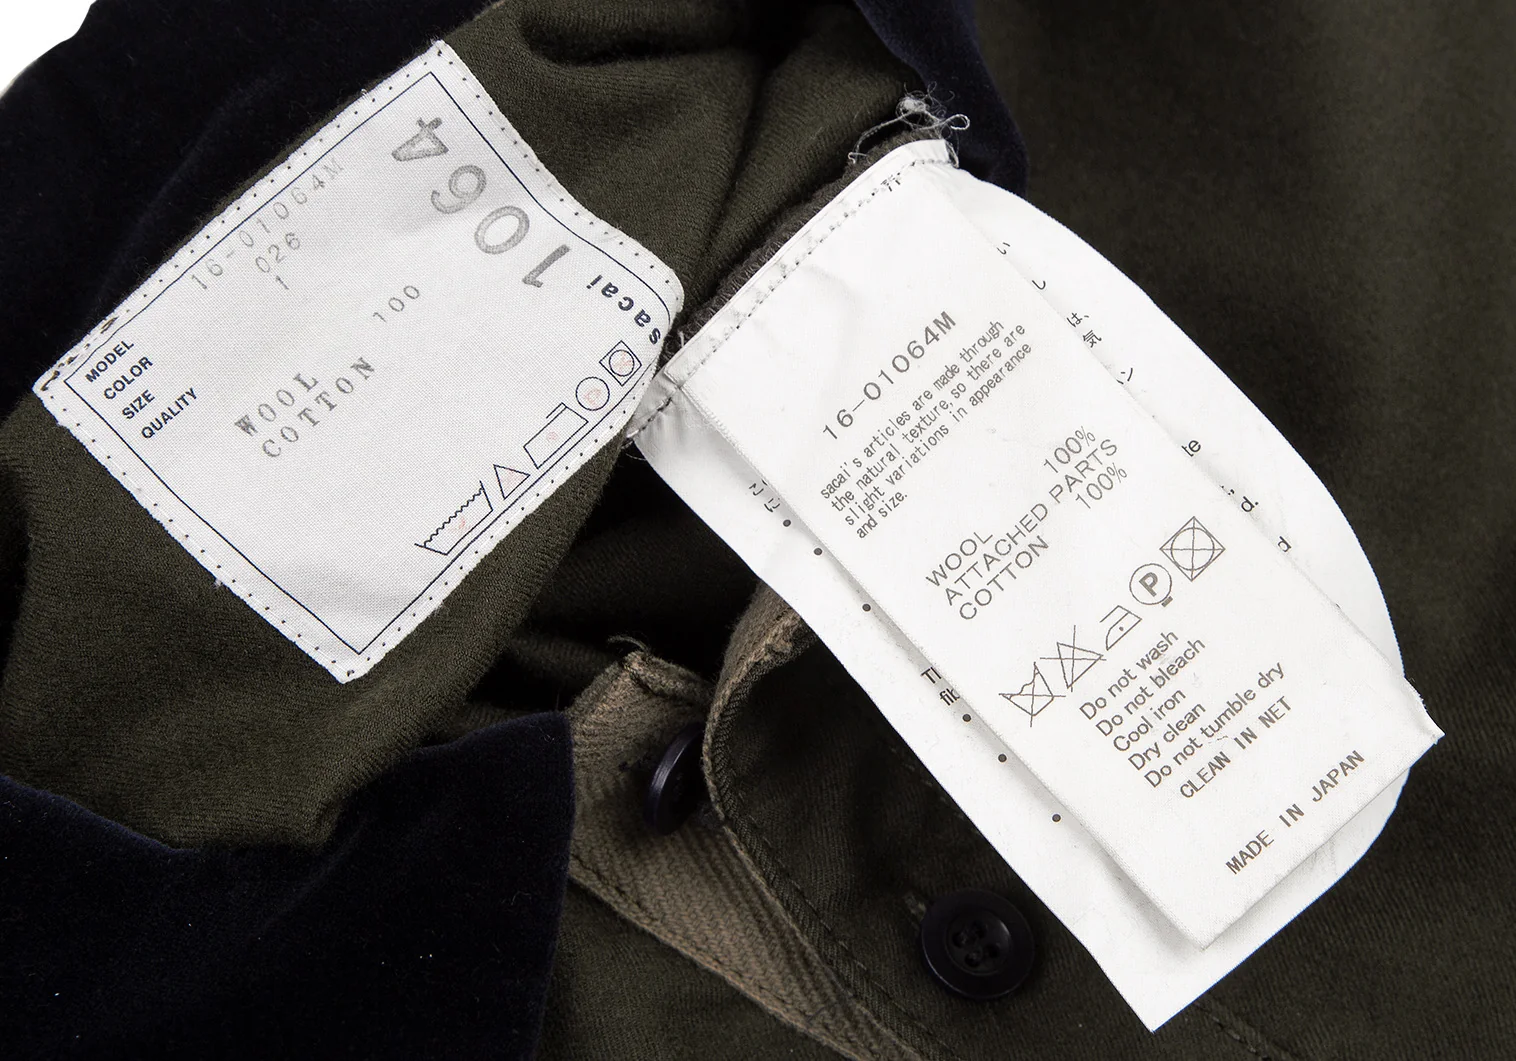 1064
sacai
MODEL 16-01064M
COLOR 026
SIZE 1
QUALITY
WOOL 100
COTTON
16-01064M
sacai's articles are made through
the natural texture, so there are
slight variations in appearance
and size.
WOOL 100%
ATTACHED PARTS
COTTON 100%
P
Do not wash
Do not bleach
Cool iron
Dry clean
Do not tumble dry
CLEAN IN NET
MADE IN JAPAN
は、
気
te
d.
d